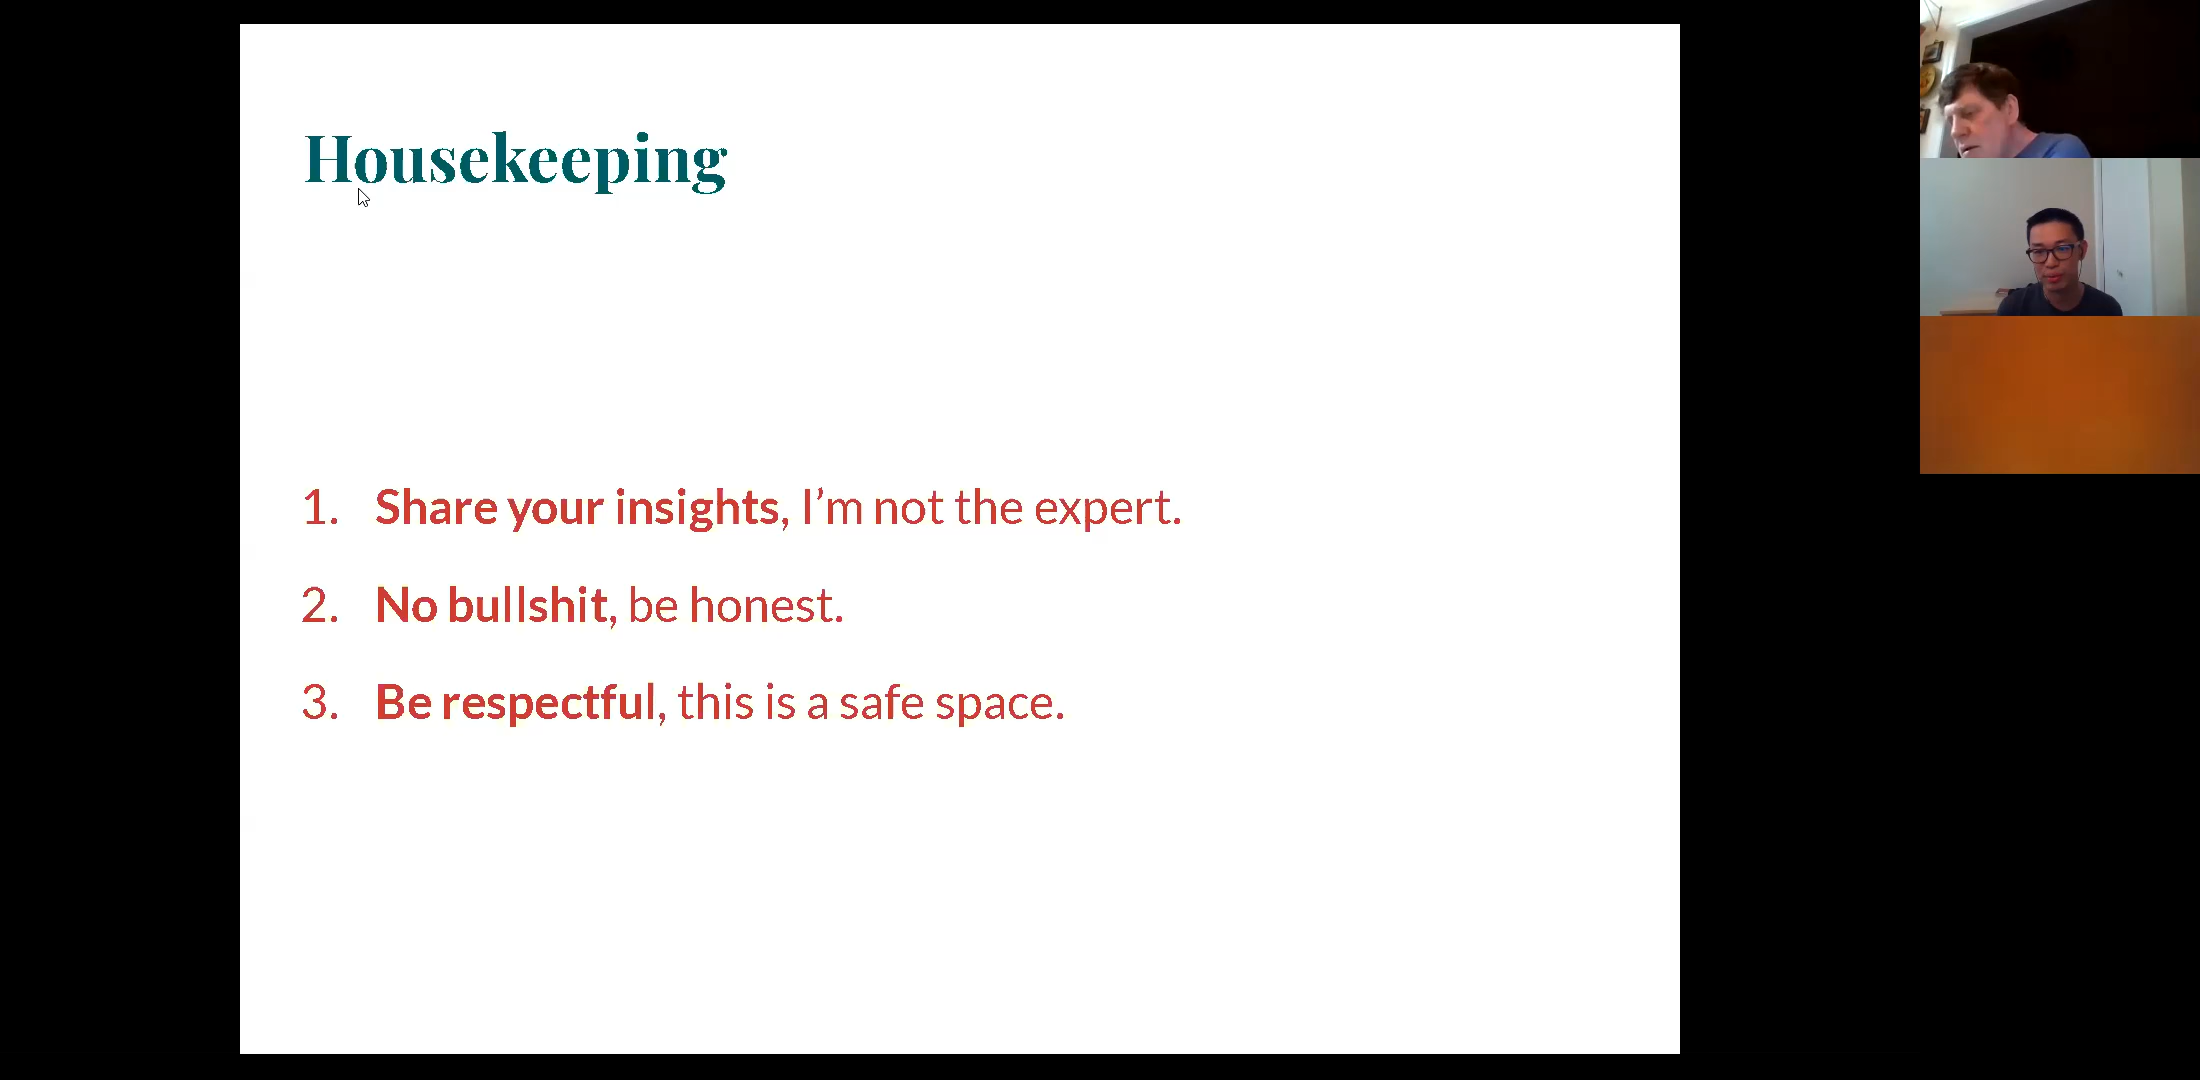 Housekeeping
1. Share your insights, I’m not the expert.
2. No bullshit, be honest.
3. Be respectful, this is a safe space.